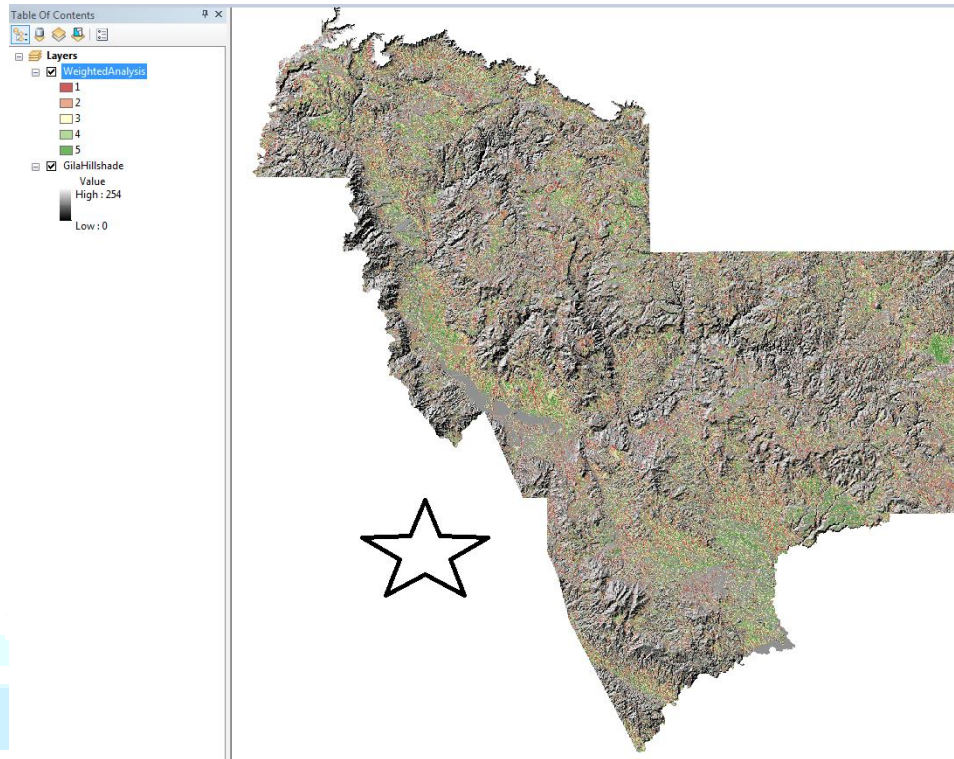 Table Of Contents
Layers
WeightedAnalysis
1
2
3
4
5
GilaHillshade
Value
High : 254
Low : 0